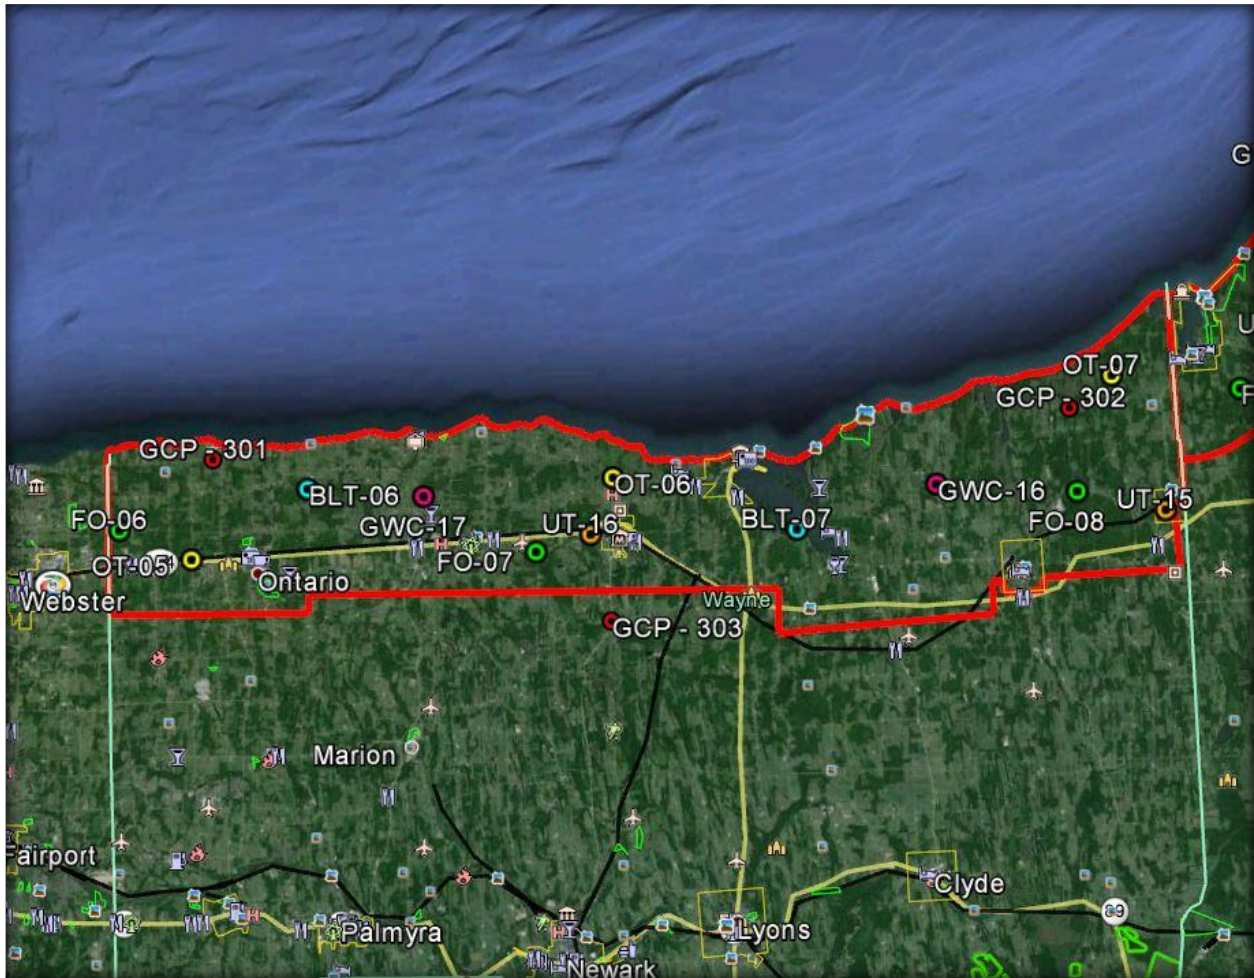 G
OT-07
U
GCP - 302
F
GCP - 301
OT-06
GWC-16
BLT-06
UT-15
FO-06
GWC-17
UT-16
BLT-07
FO-08
FO-07
OT-05
Ontario
Webster
Wayne
GCP - 303
Marion
Fairport
Clyde
Palmyra
Lyons
Newark